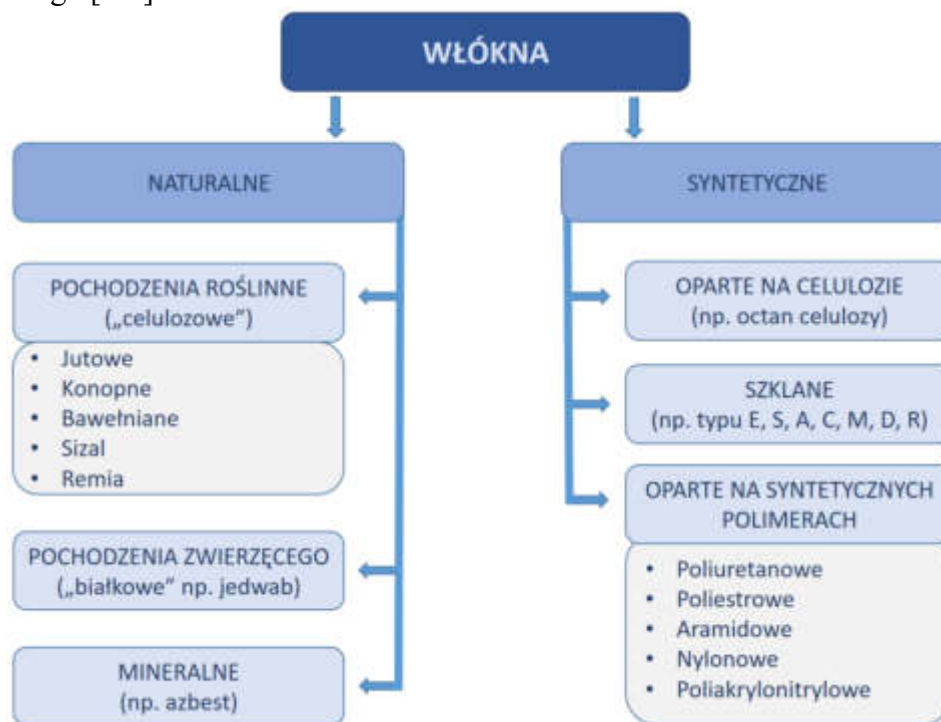 WŁÓKNA
NATURALNE
POCHODZENIA ROŚLINNE
(„celulozowe”)
• Jutowe
• Konopne
• Bawełniane
• Sizal
• Remia
POCHODZENIA ZWIERZĘCEGO
(„białkowe” np. jedwab)
MINERALNE
(np. azbest)
SYNTETYCZNE
OPARTE NA CELULOZIE
(np. octan celulozy)
SZKLANE
(np. typu E, S, A, C, M, D, R)
OPARTE NA SYNTETYCZNYCH
POLIMERACH
• Poliuretanowe
• Poliestrowe
• Aramidowe
• Nylonowe
• Poliakrylonitrylowe